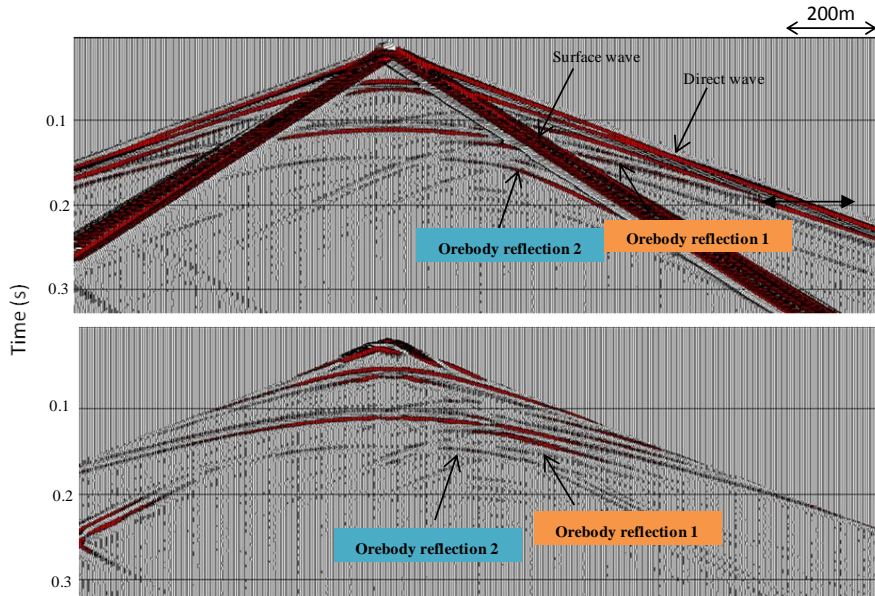 200m
Surface wave
Direct wave
0.1
0.2
Orebody reflection 1
Orebody reflection 2
0.3
Time (s)
0.1
0.2
Orebody reflection 1
Orebody reflection 2
0.3